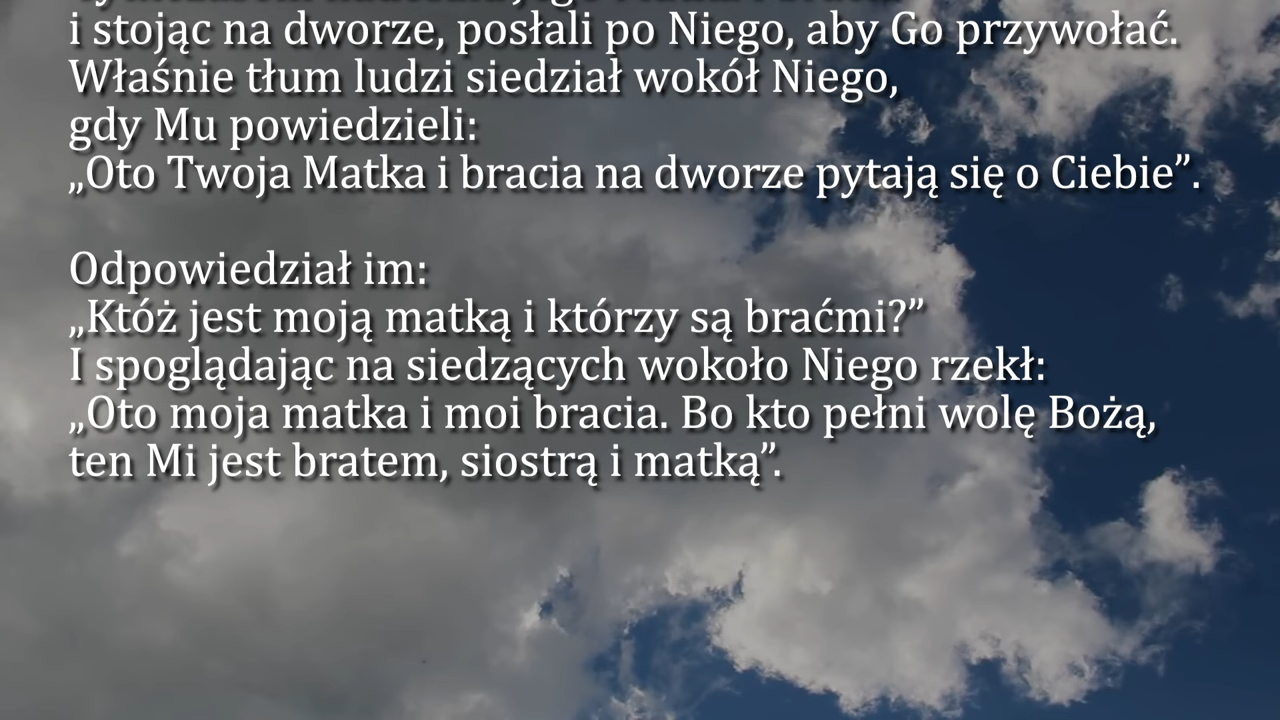 i stojąc na dworze, posłali po Niego, aby Go przywołać.
Właśnie tłum ludzi siedział wokół Niego,
gdy Mu powiedzieli:
„Oto Twoja Matka i bracia na dworze pytają się o Ciebie”.
Odpowiedział im:
„Któż jest moją matką i którzy są braćmi?”
I spoglądając na siedzących wokoło Niego rzekł:
„Oto moja matka i moi bracia. Bo kto pełni wolę Bożą,
ten Mi jest bratem, siostrą i matką”.